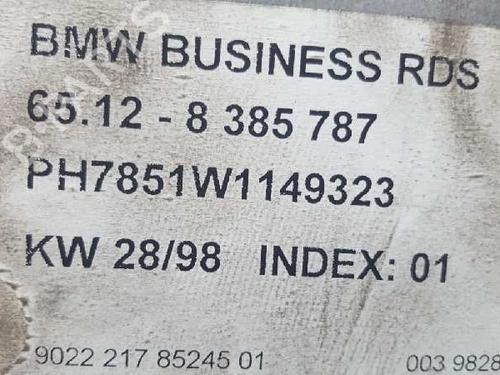 BMW BUSINESS RDS
65.12 - 8 385 787
PH7851W1149323
KW 28/98 INDEX: 01
9022 217 85245 01 003 9828